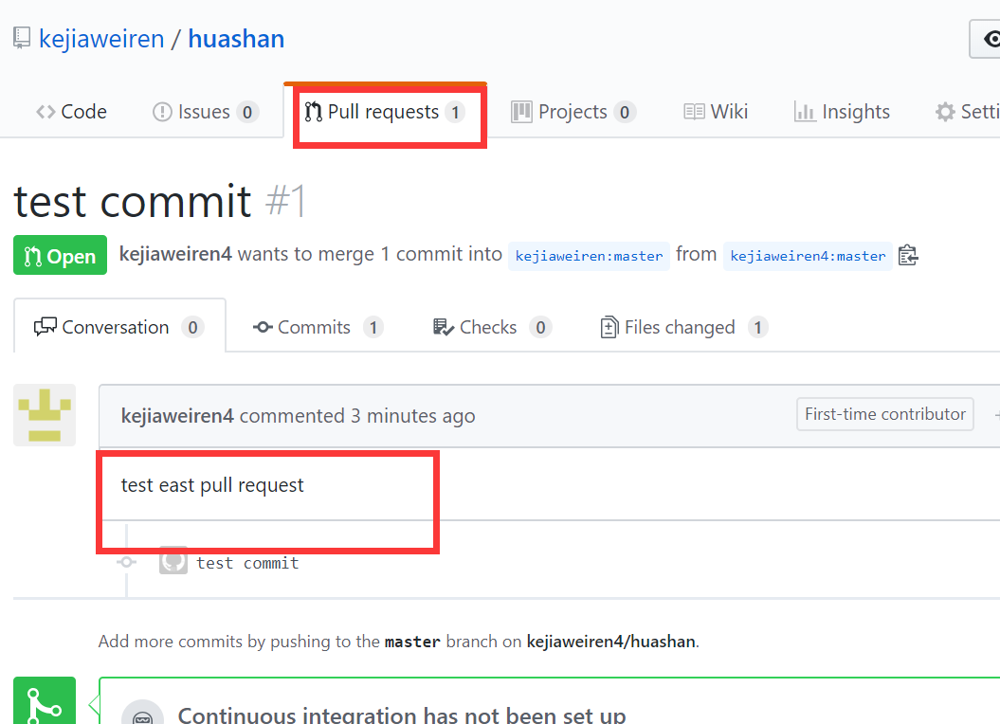 kejiaweiren / huashan
Code Issues 0 Pull requests 1 Projects 0 Wiki Insights
test commit #1
Open kejiaweiren4 wants to merge 1 commit into kejiaweiren:master from kejiaweiren4:master
Conversation 0 Commits 1 Checks 0 Files changed 1
kejiaweiren4 commented 3 minutes ago First-time contributor
test east pull request
test commit
Add more commits by pushing to the master branch on kejiaweiren4/huashan.
Continuous integration has not been set up